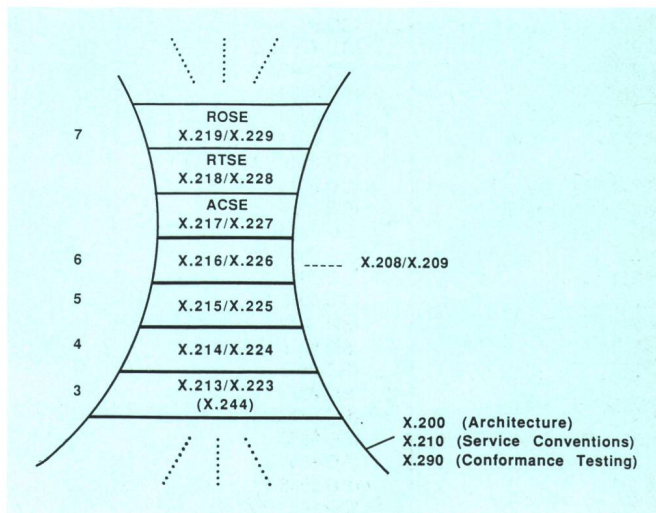 7
ROSE
X.219/X.229
RTSE
X.218/X.228
ACSE
X.217/X.227
6
X.216/X.226
X.208/X.209
5
X.215/X.225
4
X.214/X.224
3
X.213/X.223
(X.244)
X.200 (Architecture)
X.210 (Service Conventions)
X.290 (Conformance Testing)